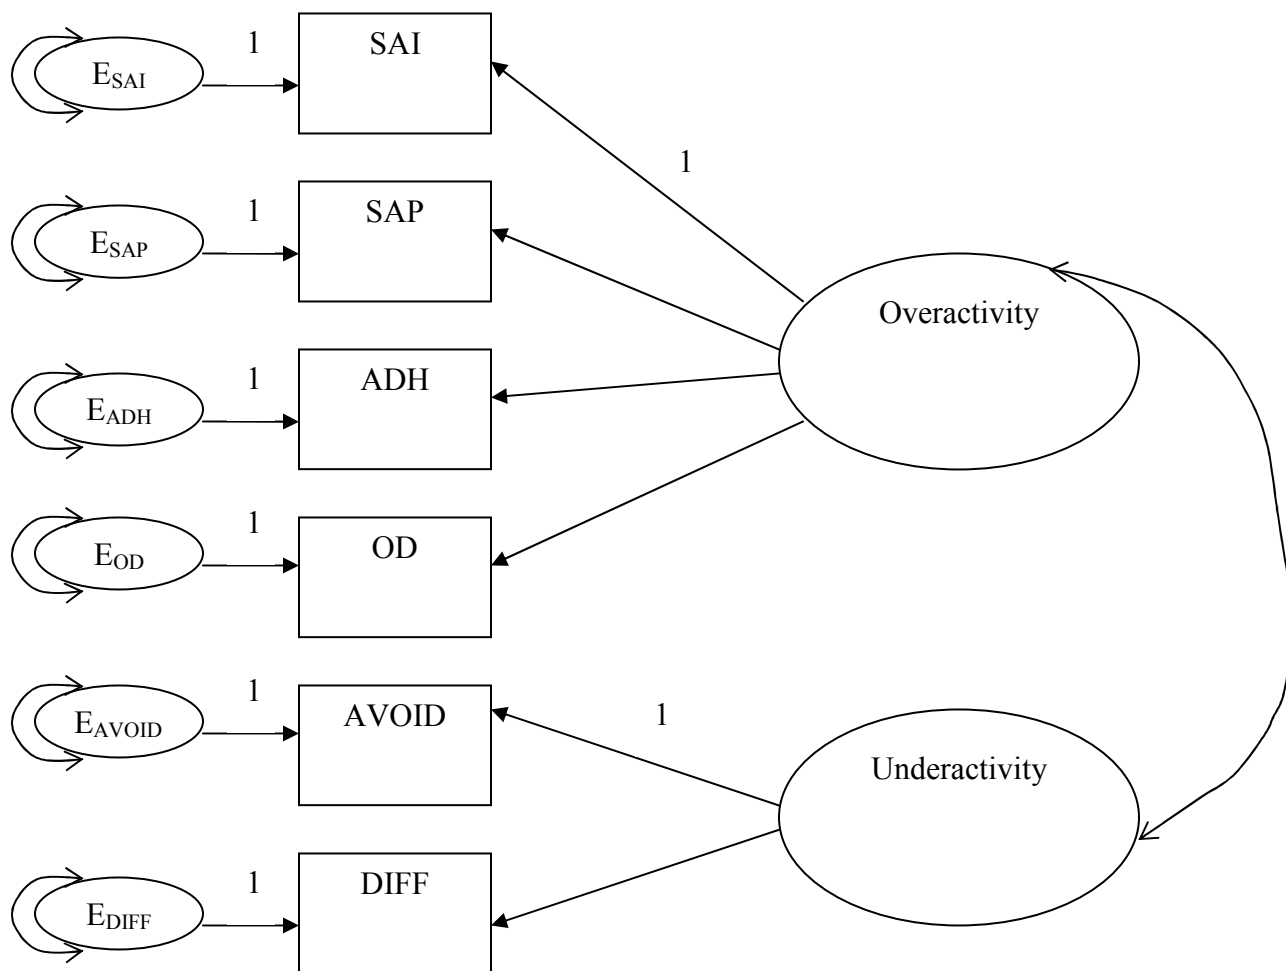 1
SAI
E_SAI
1
1
SAP
E_SAP
Overactivity
1
ADH
E_ADH
1
OD
E_OD
1
AVOID
1
E_AVOID
Underactivity
1
DIFF
E_DIFF